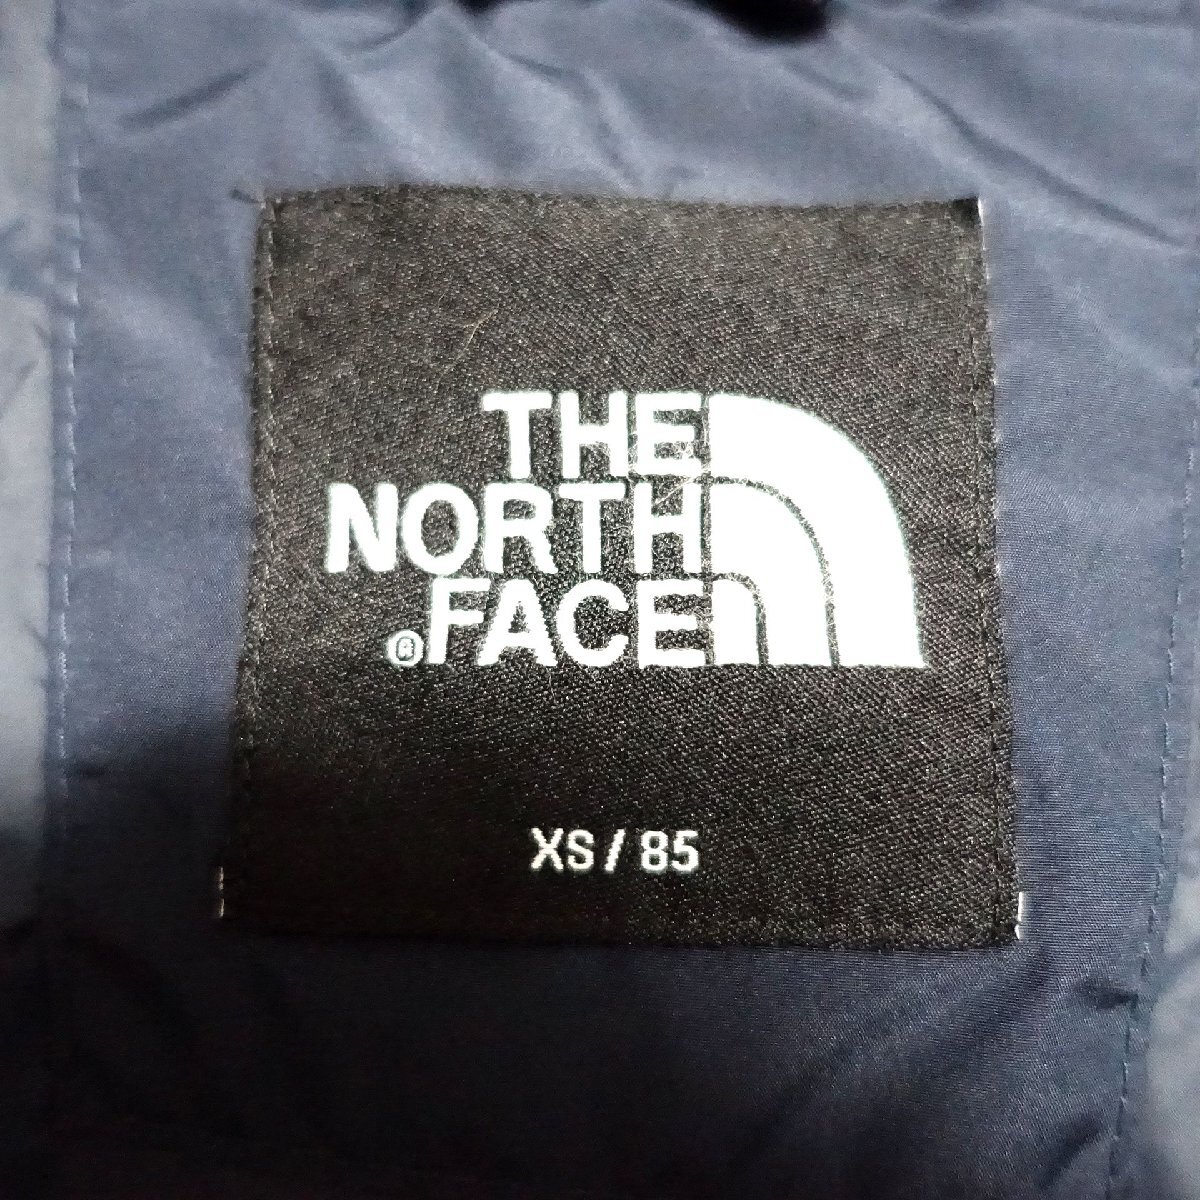 THE
NORTH
®FACE
XS / 85